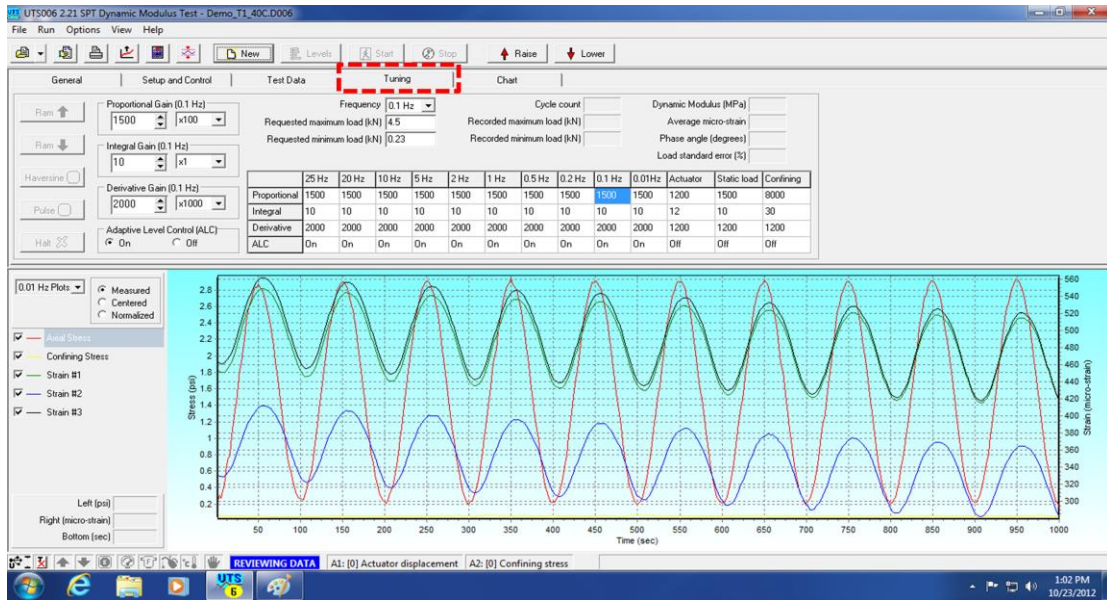 UTS006 2.21 SPT Dynamic Modulus Test - Demo_T1_40C.D006
File Run Options View Help
New Levels Start Stop Raise Lower
General Setup and Control Test Data Tuning Chart
Ram
Ram
Haversine
Pulse
Halt
Proportional Gain (0.1 Hz)
1500 x100
Integral Gain (0.1 Hz)
10 x1
Derivative Gain (0.1 Hz)
2000 x1000
Adaptive Level Control (ALC)
On Off
Frequency 0.1 Hz
Requested maximum load (kN) 4.5
Requested minimum load (kN) 0.23
Cycle count
Recorded maximum load (kN)
Recorded minimum load (kN)
Dynamic Modulus (MPa)
Average micro-strain
Phase angle (degrees)
Load standard error (%)
25 Hz 20 Hz 10 Hz 5 Hz 2 Hz 1 Hz 0.5 Hz 0.2 Hz 0.1 Hz 0.01Hz Actuator Static load Confining
Proportional 1500 1500 1500 1500 1500 1500 1500 1500 1500 1500 1200 1500 8000
Integral 10 10 10 10 10 10 10 10 10 10 12 10 30
Derivative 2000 2000 2000 2000 2000 2000 2000 2000 2000 2000 1200 1200 1200
ALC On On On On On On On On On On Off Off Off
0.01 Hz Plots
Measured
Centered
Normalized
Axial Stress
Confining Stress
Strain #1
Strain #2
Strain #3
Left (psi)
Right (micro-strain)
Bottom (sec)
Stress (psi)
2.8
2.6
2.4
2.2
2
1.8
1.6
1.4
1.2
1
0.8
0.6
0.4
0.2
560
540
520
500
480
460
440
420
400
380
360
340
320
300
Strain (micro-strain)
50 100 150 200 250 300 350 400 450 500 550 600 650 700 750 800 850 900 950 1000
Time (sec)
REVIEWING DATA A1: [0] Actuator displacement A2: [0] Confining stress
UTS
6
1:02 PM
10/23/2012